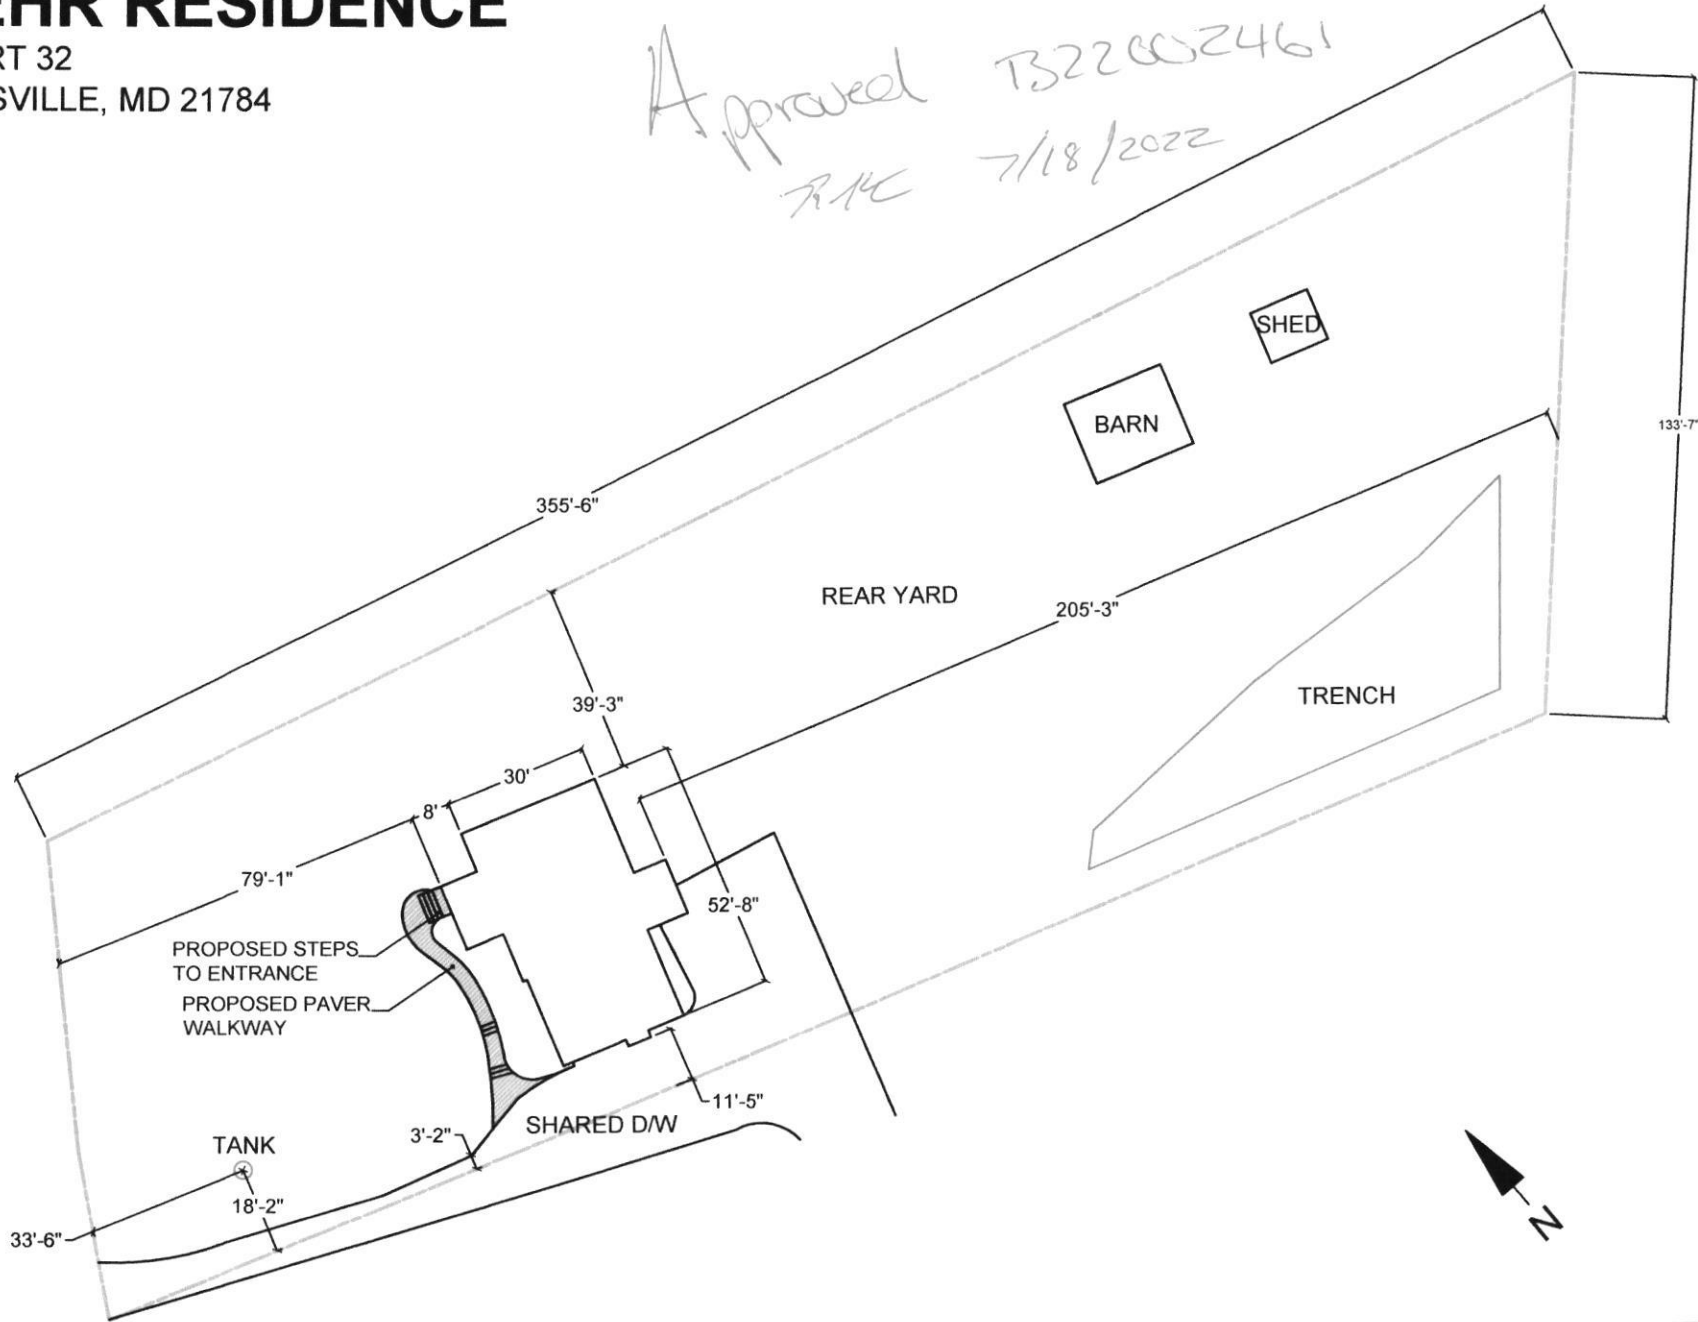 EHR RESIDENCE
RT 32
SVILLE, MD 21784
Approved B22002461
7/18/2022
SHED
BARN
133'-7"
355'-6"
REAR YARD
205'-3"
39'-3"
TRENCH
30'
8'
79'-1"
52'-8"
PROPOSED STEPS
TO ENTRANCE
PROPOSED PAVER
WALKWAY
11'-5"
SHARED D/W
3'-2"
TANK
18'-2"
33'-6"
N